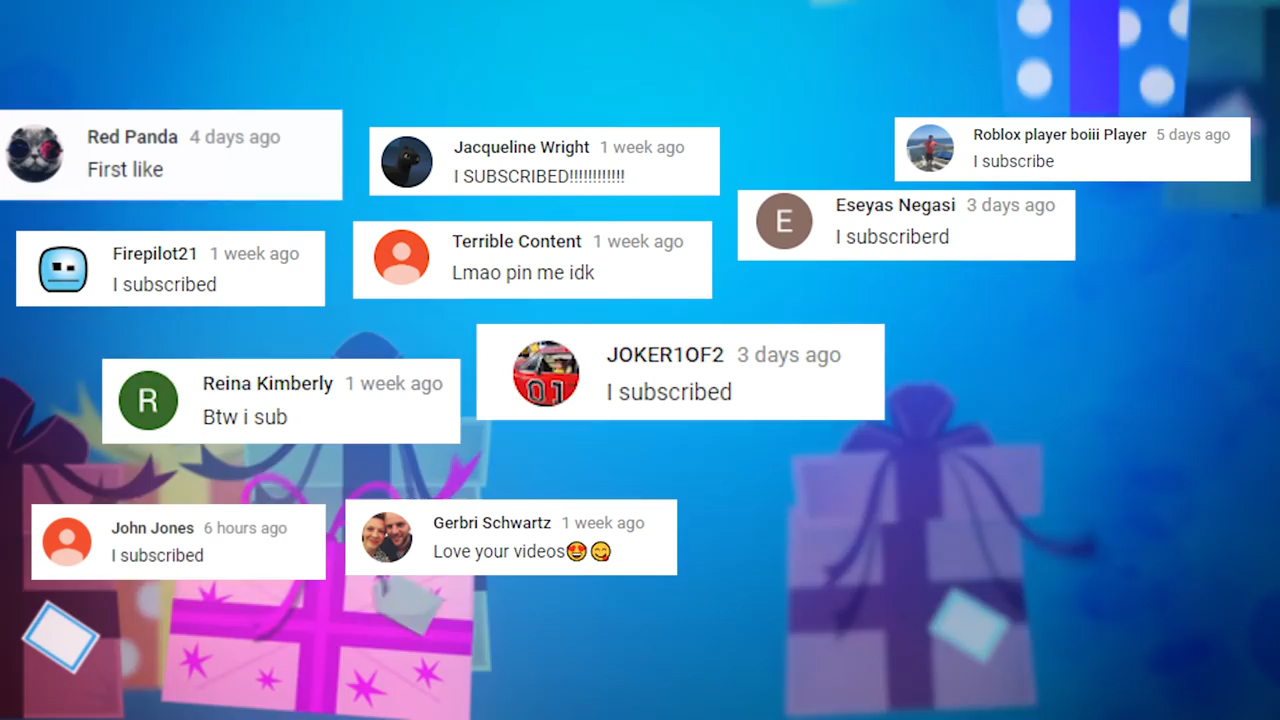 Red Panda 4 days ago
First like
Jacqueline Wright 1 week ago
I SUBSCRIBED!!!!!!!!!!!!
Roblox player boiii Player 5 days ago
I subscribe
E
Eseyas Negasi 3 days ago
I subscriberd
Firepilot21 1 week ago
I subscribed
Terrible Content 1 week ago
Lmao pin me idk
R
Reina Kimberly 1 week ago
Btw i sub
01
JOKER1OF2 3 days ago
I subscribed
John Jones 6 hours ago
I subscribed
Gerbri Schwartz 1 week ago
Love your videos😍😋